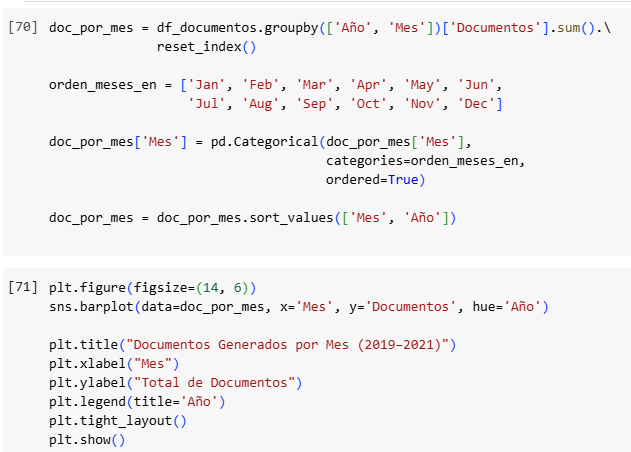 [70] doc_por_mes = df_documentos.groupby(['Año', 'Mes'])['Documentos'].sum().\
reset_index()
orden_meses_en = ['Jan', 'Feb', 'Mar', 'Apr', 'May', 'Jun',
'Jul', 'Aug', 'Sep', 'Oct', 'Nov', 'Dec']
doc_por_mes['Mes'] = pd.Categorical(doc_por_mes['Mes'],
categories=orden_meses_en,
ordered=True)
doc_por_mes = doc_por_mes.sort_values(['Mes', 'Año'])
[71] plt.figure(figsize=(14, 6))
sns.barplot(data=doc_por_mes, x='Mes', y='Documentos', hue='Año')
plt.title("Documentos Generados por Mes (2019–2021)")
plt.xlabel("Mes")
plt.ylabel("Total de Documentos")
plt.legend(title='Año')
plt.tight_layout()
plt.show()